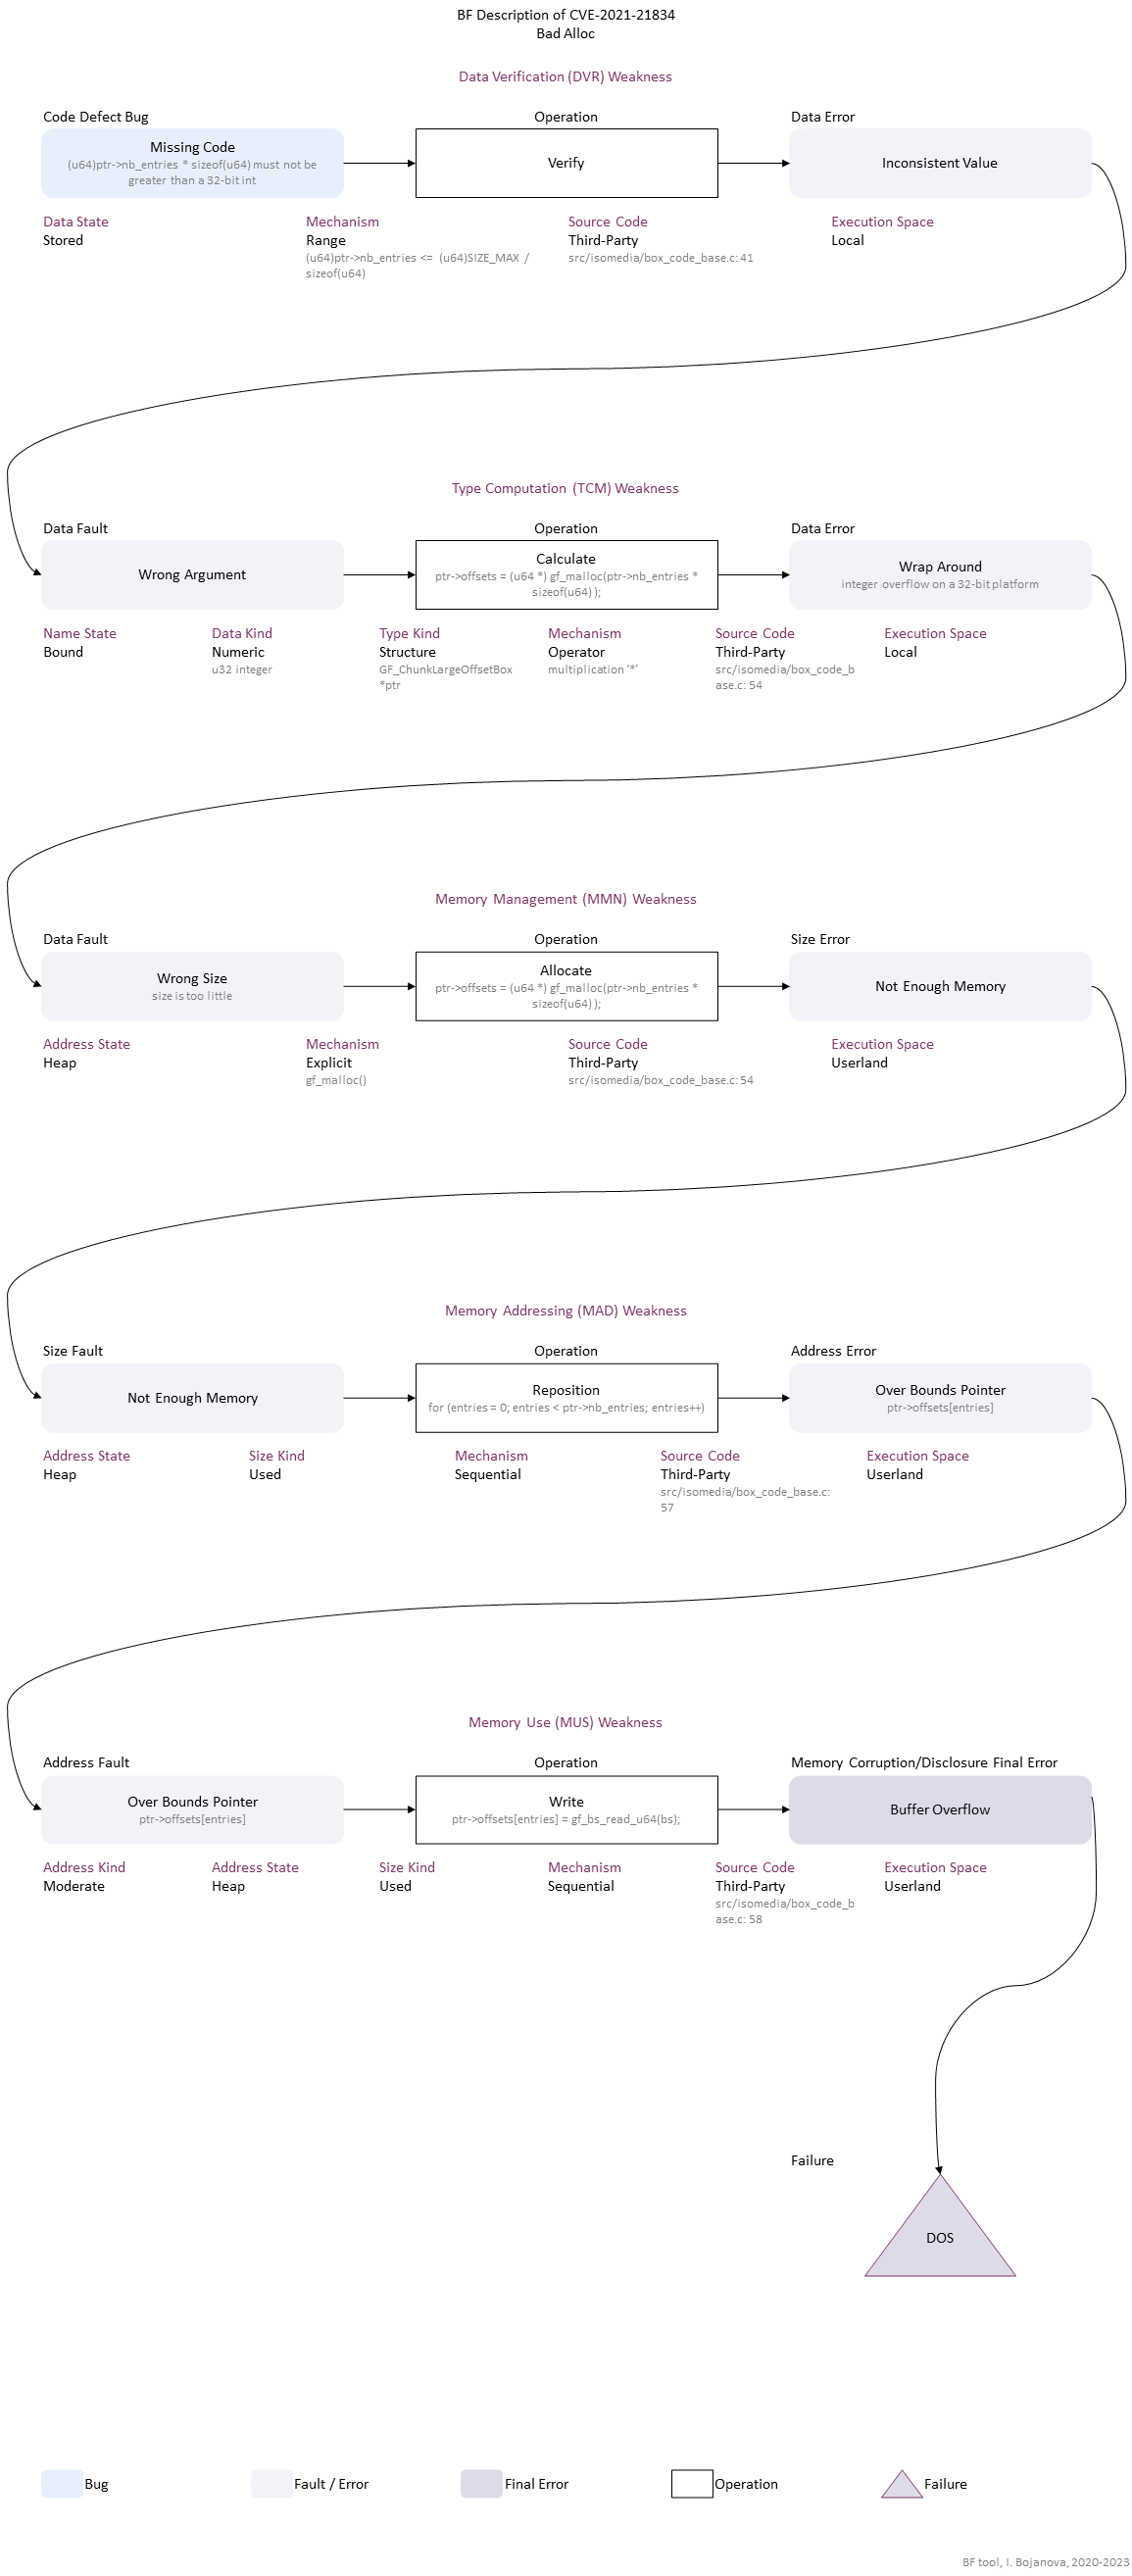 BF Description of CVE-2021-21834
Bad Alloc
Data Verification (DVR) Weakness
Code Defect Bug
Operation
Data Error
Missing Code
(u64)ptr->nb_entries * sizeof(u64) must not be
greater than a 32-bit int
Verify
Inconsistent Value
Data State
Mechanism
Source Code
Execution Space
Stored
Range
Third-Party
Local
(u64)ptr->nb_entries <= (u64)SIZE_MAX /
sizeof(u64)
src/isomedia/box_code_base.c: 41
Type Computation (TCM) Weakness
Data Fault
Operation
Data Error
Wrong Argument
Calculate
ptr->offsets = (u64 *) gf_malloc(ptr->nb_entries *
sizeof(u64) );
Wrap Around
integer overflow on a 32-bit platform
Name State
Data Kind
Type Kind
Mechanism
Source Code
Execution Space
Bound
Numeric
Structure
Operator
Third-Party
Local
u32 integer
GF_ChunkLargeOffsetBox
*ptr
multiplication ‘*’
src/isomedia/box_code_b
ase.c: 54
Memory Management (MMN) Weakness
Data Fault
Operation
Size Error
Wrong Size
size is too little
Allocate
ptr->offsets = (u64 *) gf_malloc(ptr->nb_entries *
sizeof(u64) );
Not Enough Memory
Address State
Mechanism
Source Code
Execution Space
Heap
Explicit
Third-Party
Userland
gf_malloc()
src/isomedia/box_code_base.c: 54
Memory Addressing (MAD) Weakness
Size Fault
Operation
Address Error
Not Enough Memory
Reposition
for (entries = 0; entries < ptr->nb_entries; entries++)
Over Bounds Pointer
ptr->offsets[entries]
Address State
Size Kind
Mechanism
Source Code
Execution Space
Heap
Used
Sequential
Third-Party
Userland
src/isomedia/box_code_base.c:
57
Memory Use (MUS) Weakness
Address Fault
Operation
Memory Corruption/Disclosure Final Error
Over Bounds Pointer
ptr->offsets[entries]
Write
ptr->offsets[entries] = gf_bs_read_u64(bs);
Buffer Overflow
Address Kind
Address State
Size Kind
Mechanism
Source Code
Execution Space
Moderate
Heap
Used
Sequential
Third-Party
Userland
src/isomedia/box_code_b
ase.c: 58
Failure
DOS
Bug
Fault / Error
Final Error
Operation
Failure
BF tool, I. Bojanova, 2020-2023